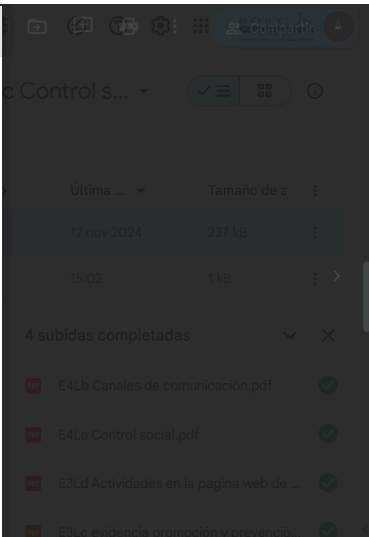 Compartir
c Control s...
Última ...
Tamaño de a
12 nov 2024
237 kB
15:03
1 kB
4 subidas completadas
E4Lb Canales de comunicación.pdf
E4La Control social.pdf
E3Ld Actividades en la pagina web de ...
E3Lc evidencia promoción y prevenció...